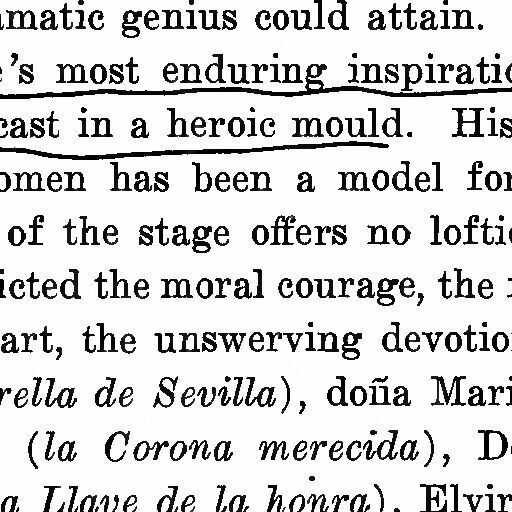 amatic genius could attain.
e's most enduring inspiratio
cast in a heroic mould. His
omen has been a model for
of the stage offers no loftie
icted the moral courage, the
art, the unswerving devotio
rella de Sevilla), doña Mari
(la Corona merecida), D
a Llave de la honra). Elvir